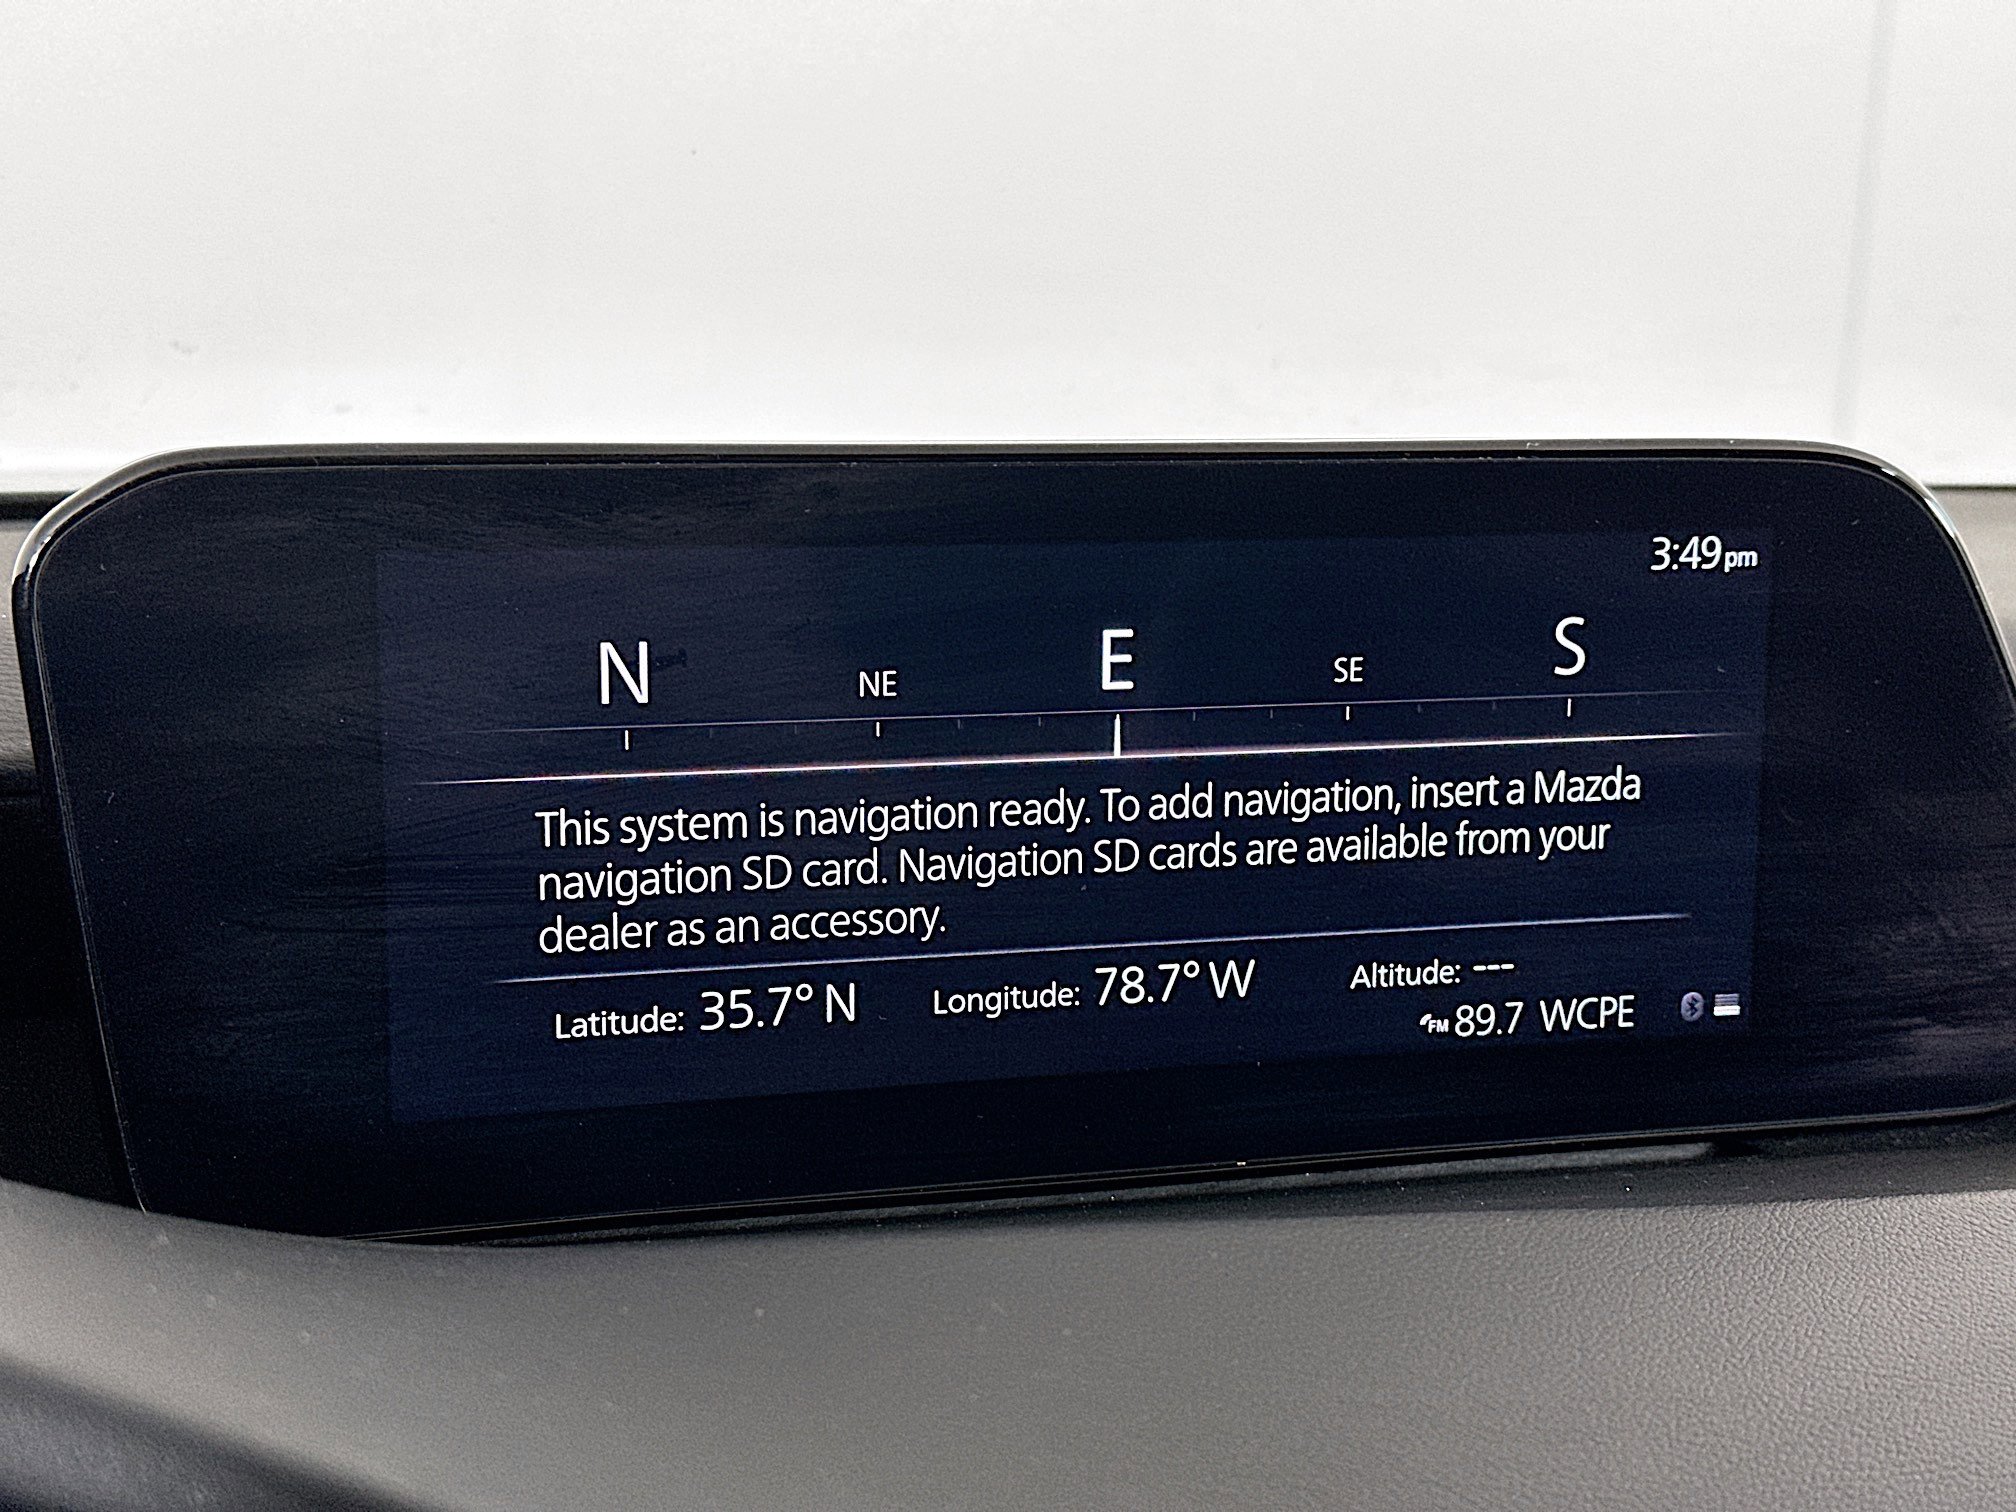 3:49pm
N NE E SE S
This system is navigation ready. To add navigation, insert a Mazda
navigation SD card. Navigation SD cards are available from your
dealer as an accessory.
Latitude: 35.7° N Longitude: 78.7° W Altitude: ---
FM 89.7 WCPE